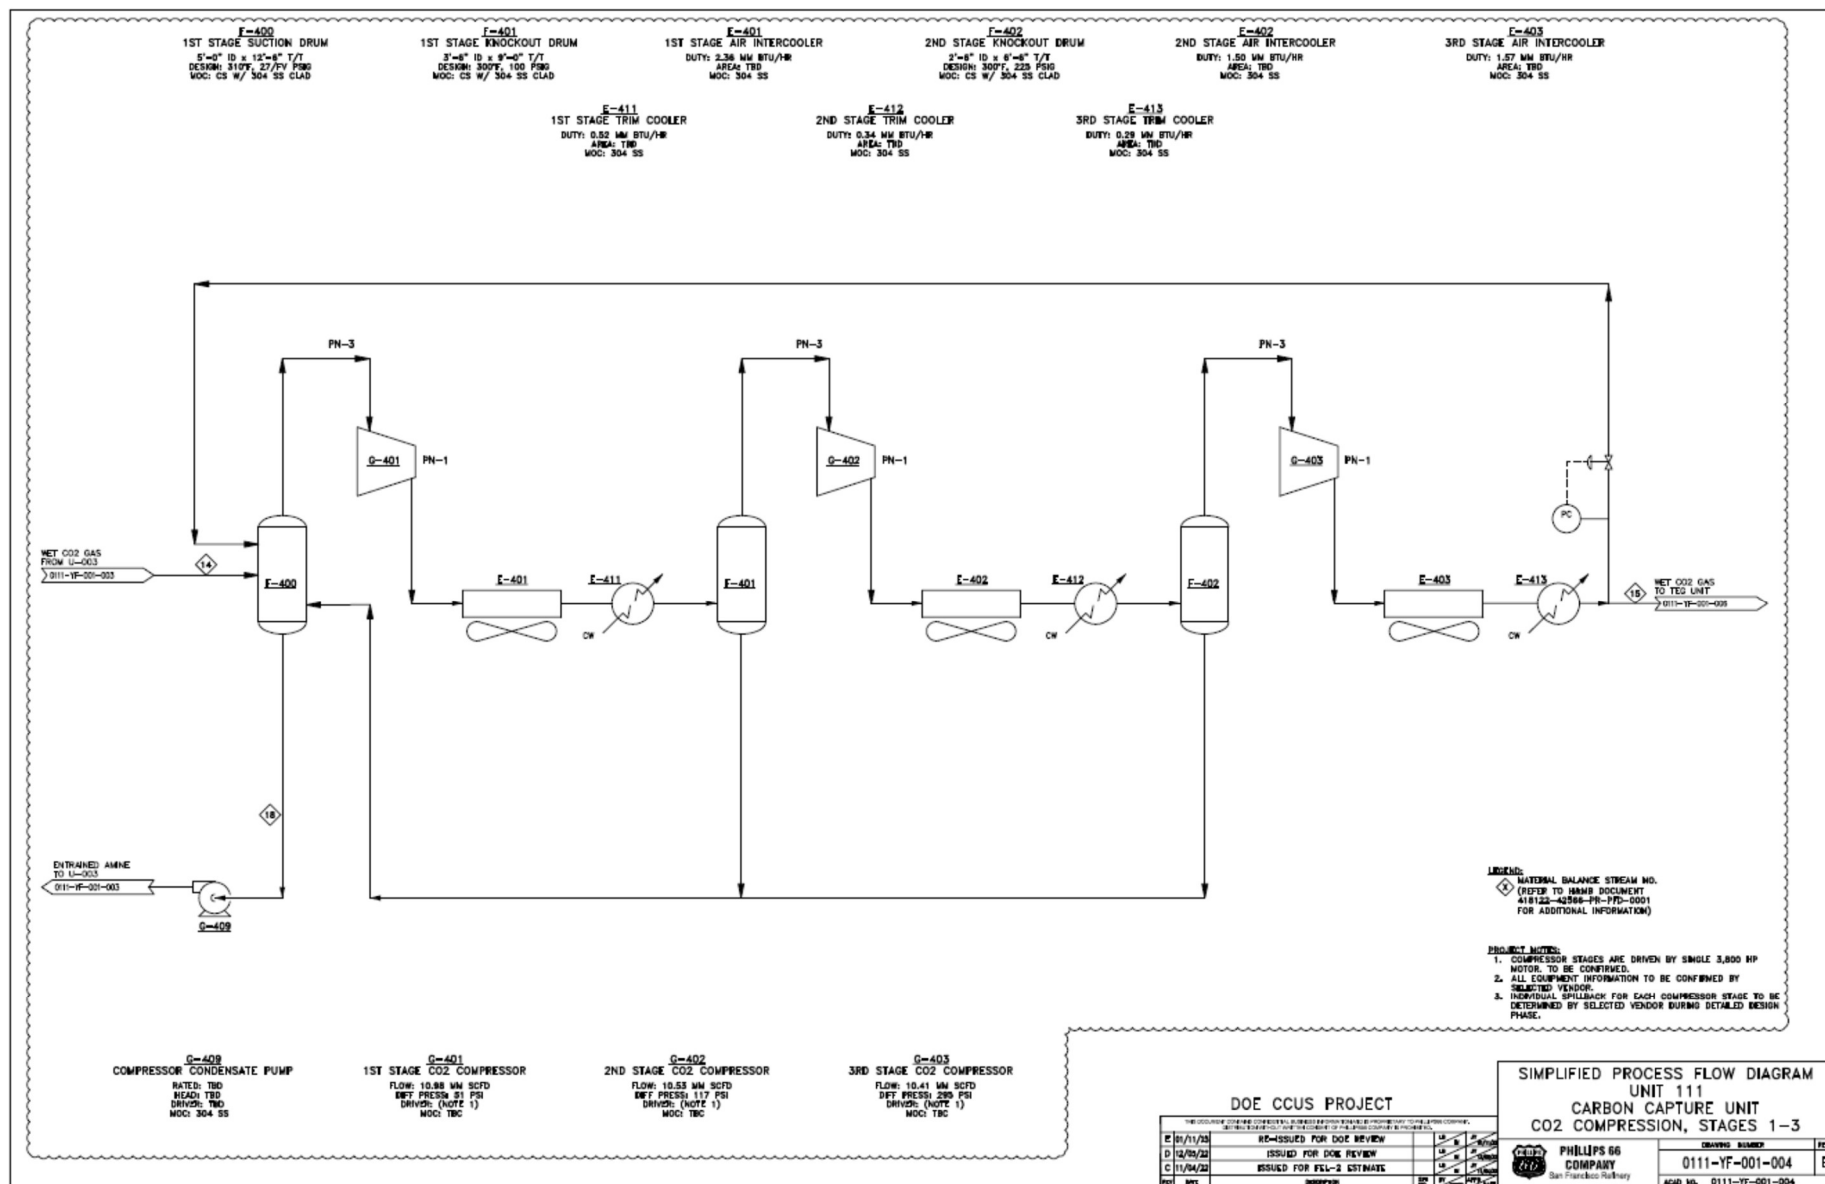 F-400
1ST STAGE SUCTION DRUM
5'-0" ID x 12'-6" T/T
DESIGN: 310°F, 27/FV PSIG
MOC: CS W/ 304 SS CLAD
F-401
1ST STAGE KNOCKOUT DRUM
3'-6" ID x 9'-0" T/T
DESIGN: 300°F, 100 PSIG
MOC: CS W/ 304 SS CLAD
E-401
1ST STAGE AIR INTERCOOLER
DUTY: 2.36 MM BTU/HR
AREA: TBD
MOC: 304 SS
F-402
2ND STAGE KNOCKOUT DRUM
2'-6" ID x 6'-6" T/T
DESIGN: 300°F, 225 PSIG
MOC: CS W/ 304 SS CLAD
E-402
2ND STAGE AIR INTERCOOLER
DUTY: 1.50 MM BTU/HR
AREA: TBD
MOC: 304 SS
E-403
3RD STAGE AIR INTERCOOLER
DUTY: 1.57 MM BTU/HR
AREA: TBD
MOC: 304 SS
E-411
1ST STAGE TRIM COOLER
DUTY: 0.52 MM BTU/HR
AREA: TBD
MOC: 304 SS
E-412
2ND STAGE TRIM COOLER
DUTY: 0.34 MM BTU/HR
AREA: TBD
MOC: 304 SS
E-413
3RD STAGE TRIM COOLER
DUTY: 0.29 MM BTU/HR
AREA: TBD
MOC: 304 SS
PN-3
PN-3
PN-3
G-401
PN-1
G-402
PN-1
G-403
PN-1
PC
WET CO2 GAS
FROM U-003
0111-YF-001-003
14
F-400
E-401
E-411
CW
F-401
E-402
E-412
CW
F-402
E-403
E-413
CW
15
WET CO2 GAS
TO TEG UNIT
0111-YF-001-005
18
ENTRAINED AMINE
TO U-003
0111-YF-001-003
G-409
LEGEND:
X
MATERIAL BALANCE STREAM NO.
(REFER TO H&MB DOCUMENT
418122-42566-PR-PFD-0001
FOR ADDITIONAL INFORMATION)
PROJECT NOTES:
1. COMPRESSOR STAGES ARE DRIVEN BY SINGLE 3,800 HP
MOTOR. TO BE CONFIRMED.
2. ALL EQUIPMENT INFORMATION TO BE CONFIRMED BY
SELECTED VENDOR.
3. INDIVIDUAL SPILLBACK FOR EACH COMPRESSOR STAGE TO BE
DETERMINED BY SELECTED VENDOR DURING DETAILED DESIGN
PHASE.
G-409
COMPRESSOR CONDENSATE PUMP
RATED: TBD
HEAD: TBD
DRIVER: TBD
MOC: 304 SS
G-401
1ST STAGE CO2 COMPRESSOR
FLOW: 10.98 MM SCFD
DIFF PRESS: 51 PSI
DRIVER: (NOTE 1)
MOC: TBC
G-402
2ND STAGE CO2 COMPRESSOR
FLOW: 10.53 MM SCFD
DIFF PRESS: 117 PSI
DRIVER: (NOTE 1)
MOC: TBC
G-403
3RD STAGE CO2 COMPRESSOR
FLOW: 10.41 MM SCFD
DIFF PRESS: 295 PSI
DRIVER: (NOTE 1)
MOC: TBC
DOE CCUS PROJECT
E 01/11/23 RE-ISSUED FOR DOE REVIEW
D 12/05/22 ISSUED FOR DOE REVIEW
C 11/04/22 ISSUED FOR FEL-2 ESTIMATE
SIMPLIFIED PROCESS FLOW DIAGRAM
UNIT 111
CARBON CAPTURE UNIT
CO2 COMPRESSION, STAGES 1-3
PHILLIPS 66
COMPANY
San Francisco Refinery
DRAWING NUMBER
0111-YF-001-004
ACAD NO. 0111-YF-001-004